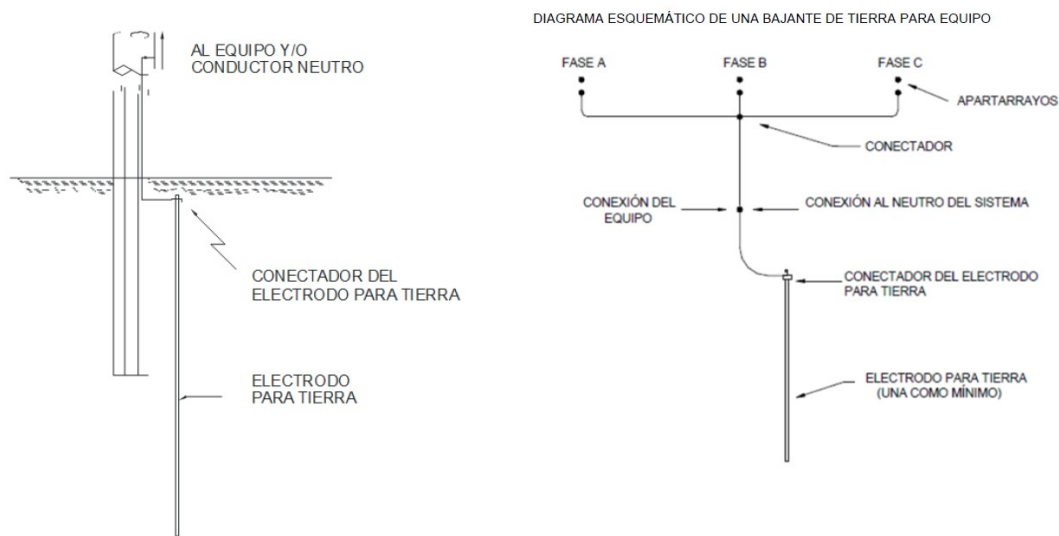 AL EQUIPO Y/O
CONDUCTOR NEUTRO
CONECTADOR DEL
ELECTRODO PARA TIERRA
ELECTRODO
PARA TIERRA
DIAGRAMA ESQUEMÁTICO DE UNA BAJANTE DE TIERRA PARA EQUIPO
FASE A
FASE B
FASE C
APARTARRAYOS
CONECTADOR
CONEXIÓN DEL
EQUIPO
CONEXIÓN AL NEUTRO DEL SISTEMA
CONECTADOR DEL ELECTRODO
PARA TIERRA
ELECTRODO PARA TIERRA
(UNA COMO MÍNIMO)